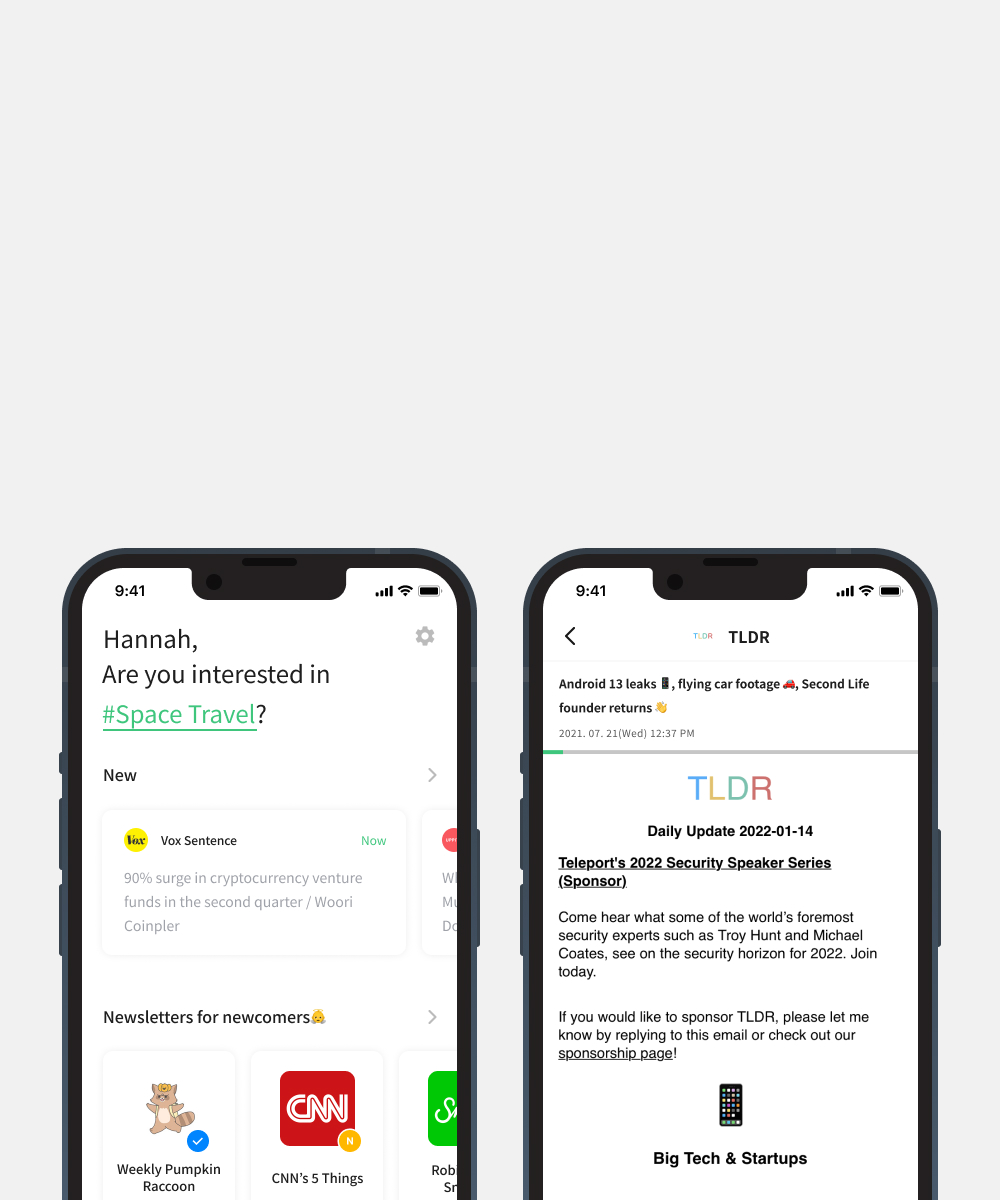 9:41
Hannah,
Are you interested in
#Space Travel?
New
Vox
Vox Sentence
Now
90% surge in cryptocurrency venture
funds in the second quarter / Woori
Coinpler
Newsletters for newcomers
CNN
N
Weekly Pumpkin
Raccoon
CNN's 5 Things
9:41
TLDR
TLDR
Android 13 leaks 📱, flying car footage 🚗, Second Life
founder returns 👋
2021. 07. 21(Wed) 12:37 PM
TLDR
Daily Update 2022-01-14
Teleport's 2022 Security Speaker Series
(Sponsor)
Come hear what some of the world's foremost
security experts such as Troy Hunt and Michael
Coates, see on the security horizon for 2022. Join
today.
If you would like to sponsor TLDR, please let me
know by replying to this email or check out our
sponsorship page!
Big Tech & Startups